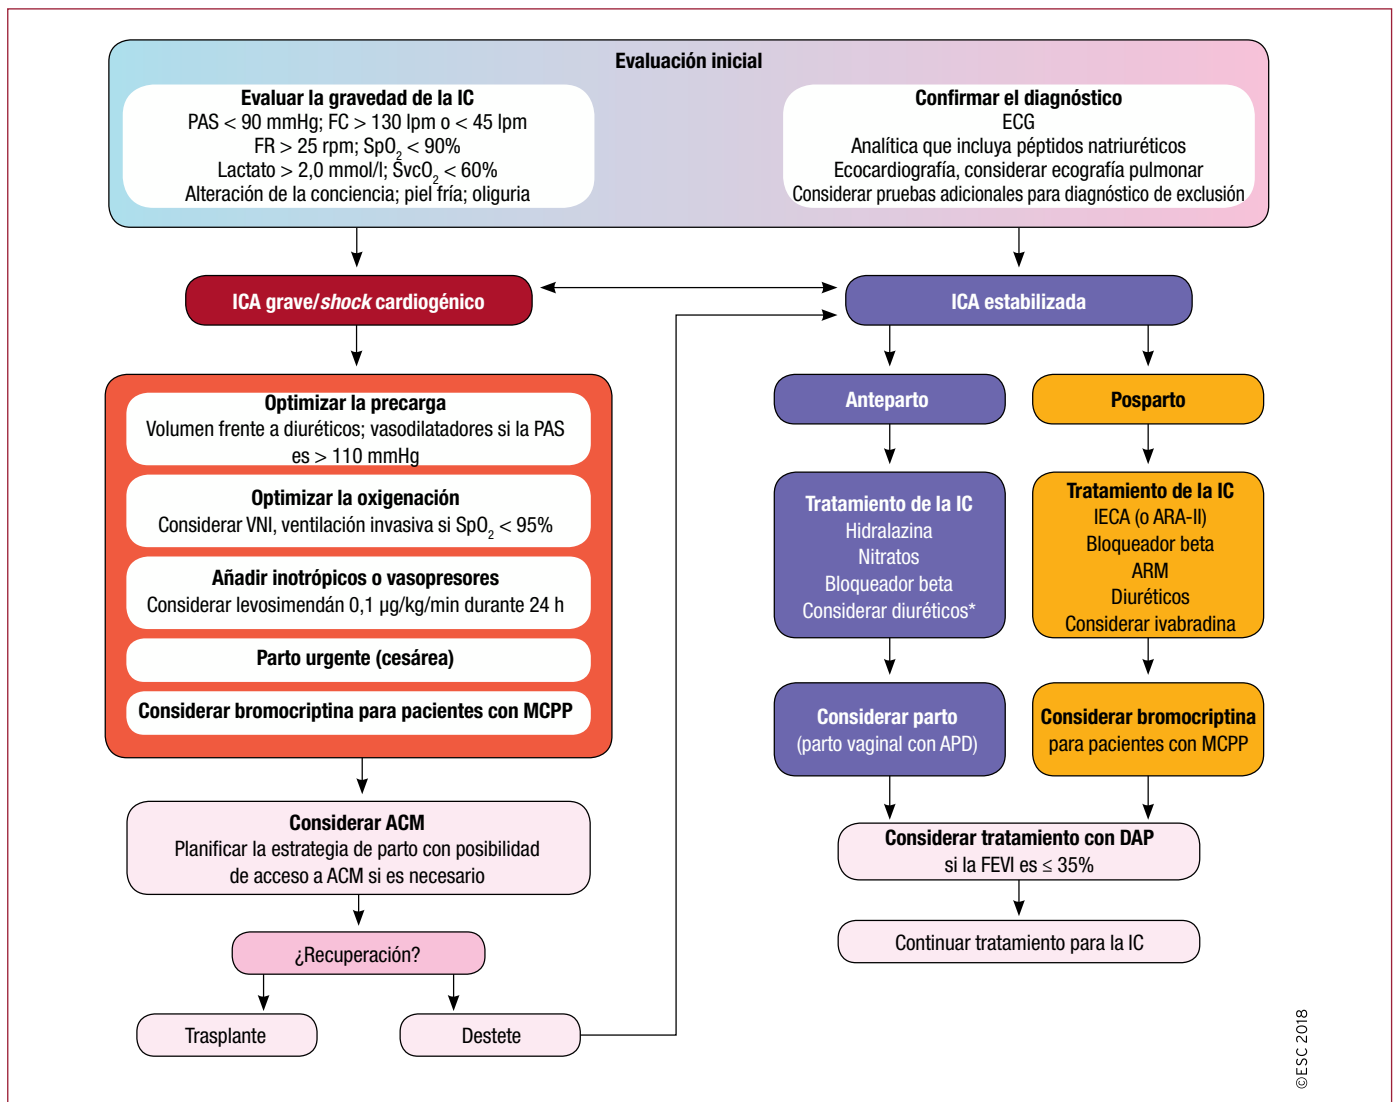 Evaluación inicial
Evaluar la gravedad de la IC
PAS < 90 mmHg; FC > 130 lpm o < 45 lpm
FR > 25 rpm; SpO₂ < 90%
Lactato > 2,0 mmol/l; SvcO₂ < 60%
Alteración de la conciencia; piel fría; oliguria
Confirmar el diagnóstico
ECG
Analítica que incluya péptidos natriuréticos
Ecocardiografía, considerar ecografía pulmonar
Considerar pruebas adicionales para diagnóstico de exclusión
ICA grave/shock cardiogénico
ICA estabilizada
Optimizar la precarga
Volumen frente a diuréticos; vasodilatadores si la PAS
es > 110 mmHg
Optimizar la oxigenación
Considerar VNI, ventilación invasiva si SpO₂ < 95%
Añadir inotrópicos o vasopresores
Considerar levosimendán 0,1 µg/kg/min durante 24 h
Parto urgente (cesárea)
Considerar bromocriptina para pacientes con MCPP
Considerar ACM
Planificar la estrategia de parto con posibilidad
de acceso a ACM si es necesario
¿Recuperación?
Trasplante
Destete
Anteparto
Tratamiento de la IC
Hidralazina
Nitratos
Bloqueador beta
Considerar diuréticos*
Considerar parto
(parto vaginal con APD)
Posparto
Tratamiento de la IC
IECA (o ARA-II)
Bloqueador beta
ARM
Diuréticos
Considerar ivabradina
Considerar bromocriptina
para pacientes con MCPP
Considerar tratamiento con DAP
si la FEVI es ≤ 35%
Continuar tratamiento para la IC
©ESC 2018